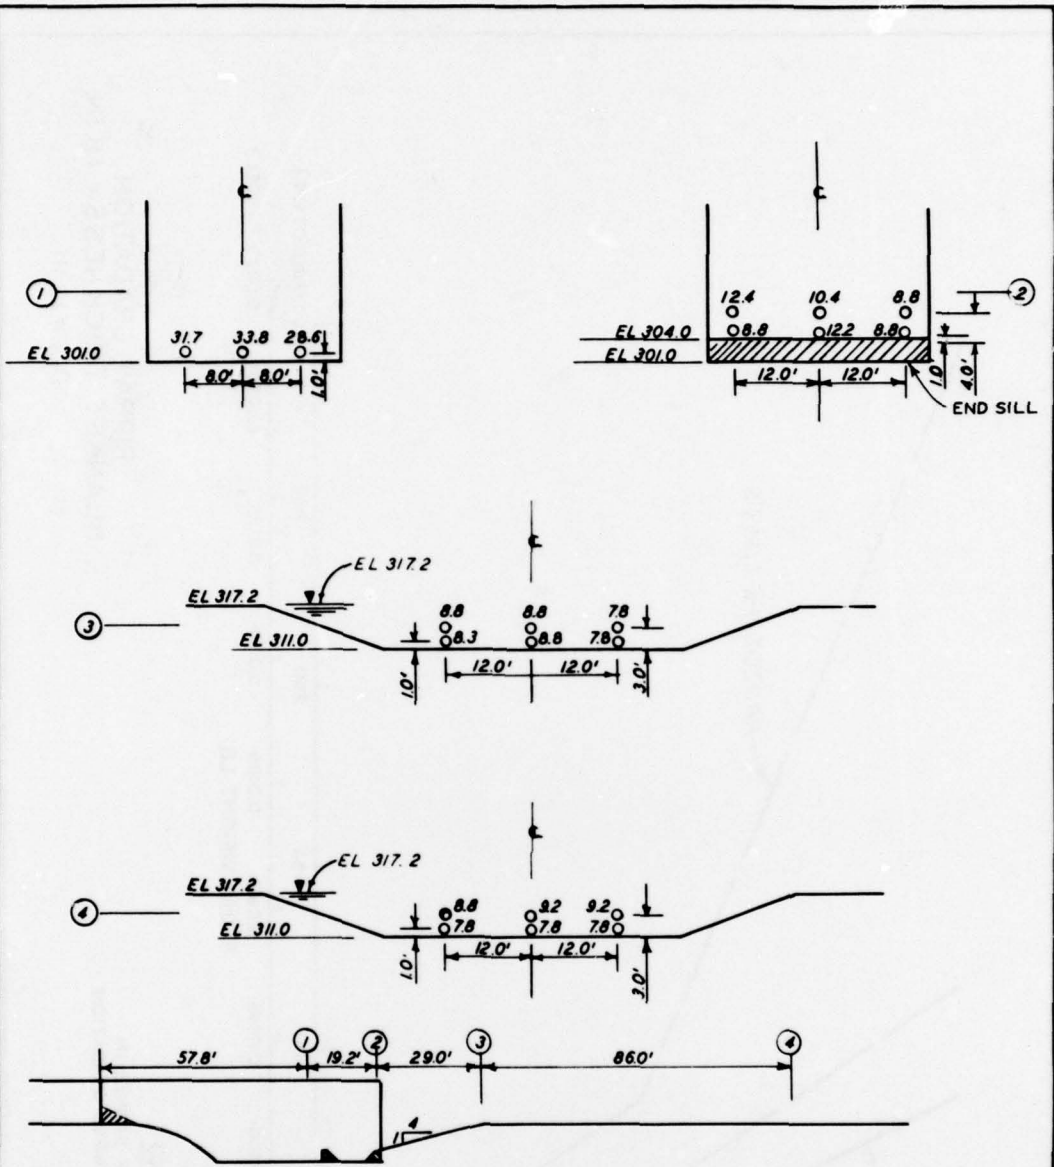 ℄
℄
1
2
12.4 10.4 8.8
31.7 33.8 28.6
8.8 12.2 8.8
EL 304.0
EL 301.0
EL 301.0
8.0' 8.0'
1.0'
12.0' 12.0'
1.0
4.0'
END SILL
℄
EL 317.2
EL 317.2
3
8.8 8.8 7.8
8.3 8.8 7.8
EL 311.0
12.0' 12.0'
1.0'
3.0'
℄
EL 317.2
EL 317.2
4
8.8 9.2 9.2
7.8 7.8 7.8
EL 311.0
12.0' 12.0'
1.0'
3.0'
1 2 3 4
57.8' 19.2' 29.0' 86.0'
4
1